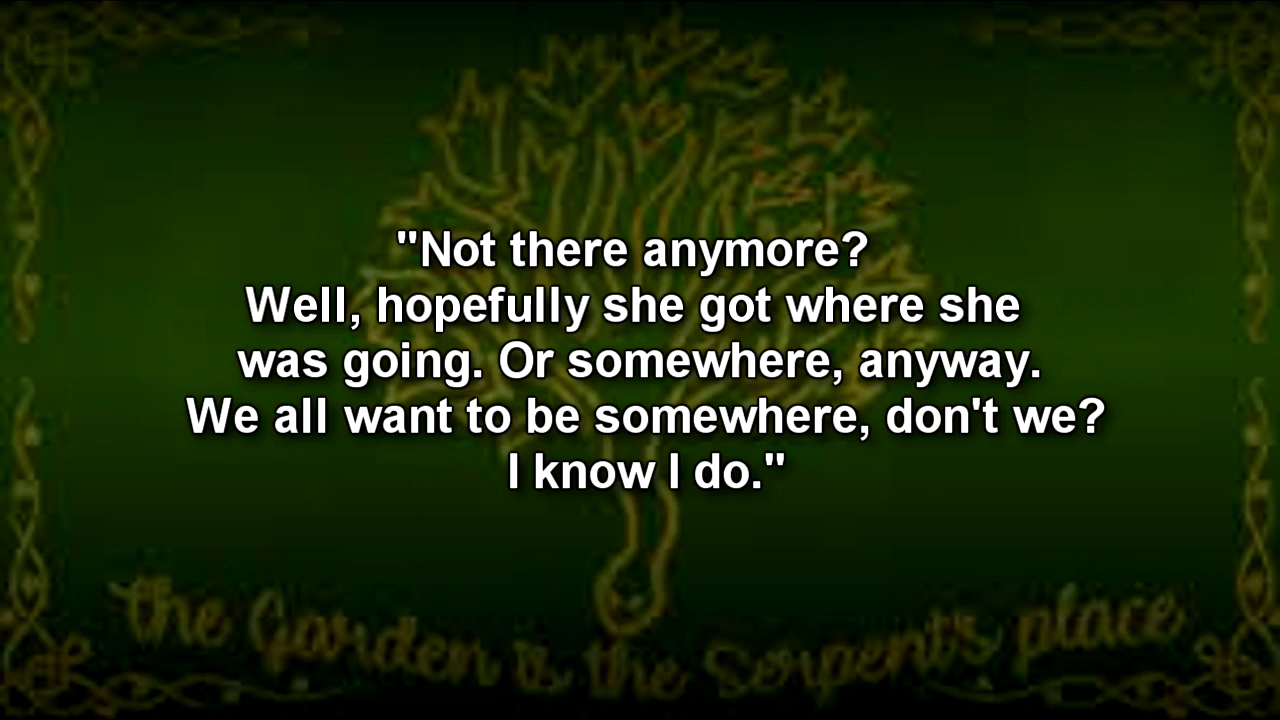 "Not there anymore?
Well, hopefully she got where she
was going. Or somewhere, anyway.
We all want to be somewhere, don't we?
I know I do."
the Garden is the Serpent's place